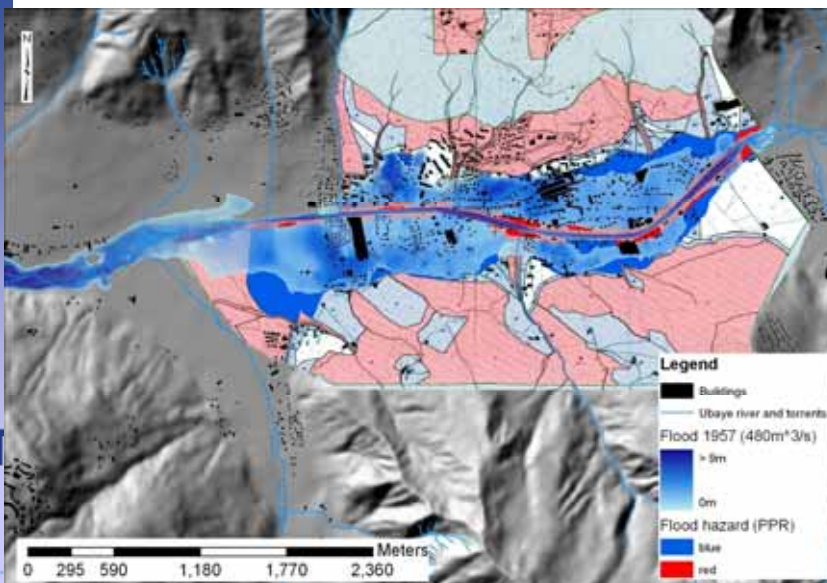 N
Legend
Buildings
Ubaye river and torrents
Flood 1957 (480m^3/s)
> 9m
0m
Flood hazard (PPR)
blue
red
Meters
0 295 590 1,180 1,770 2,360